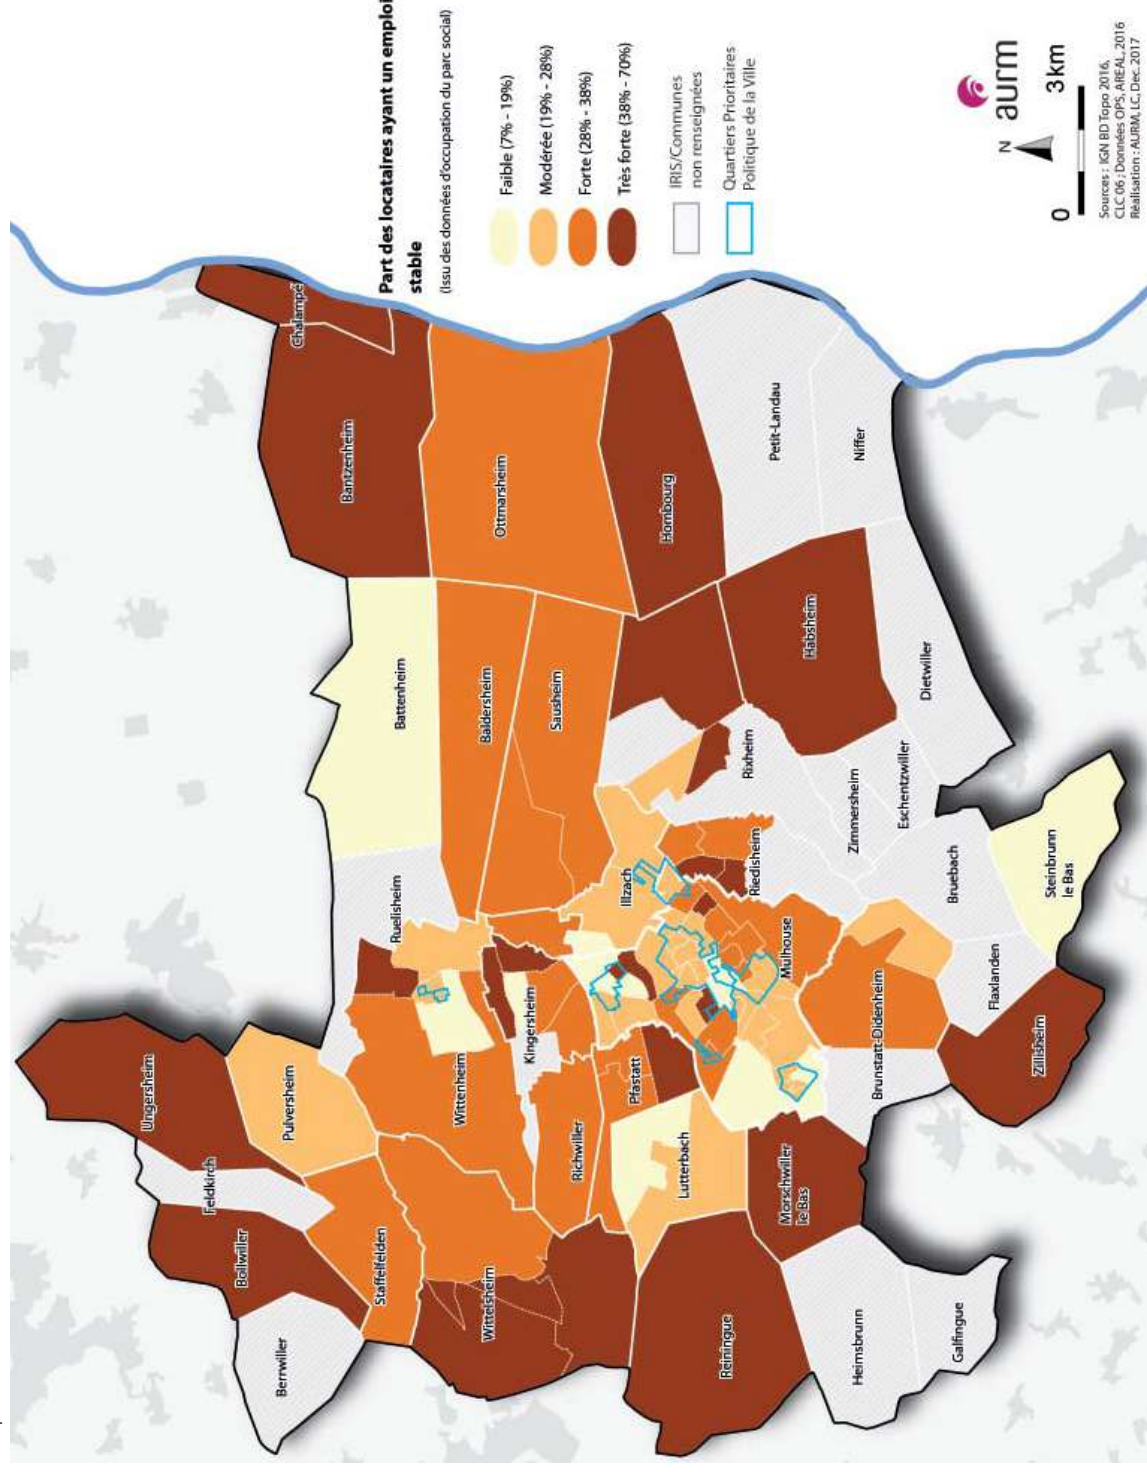 Part des locataires ayant un emploi
stable
(Issu des données d'occupation du parc social)
Faible (7% - 19%)
Modérée (19% - 28%)
Forte (28% - 38%)
Très forte (38% - 70%)
IRIS/Communes
non renseignées
Quartiers Prioritaires
Politique de la Ville
aurm
N
0
3km
Sources : IGN BD Topo 2016,
CLC 06 ; Données OPS, AREAL, 2016
Réalisation : AURM, LC, Dec. 2017
Ungersheim
Feldkirch
Bollwiller
Berrwiller
Pulversheim
Staffelfelden
Ruelisheim
Battenheim
Bantzenheim
Chalampé
Wittenheim
Wittelsheim
Baldersheim
Ottmarsheim
Kingersheim
Sausheim
Richwiller
Pfastatt
Illzach
Hombourg
Lutterbach
Reiningue
Riedisheim
Rixheim
Petit-Landau
Morschwiller
le Bas
Mulhouse
Habsheim
Niffer
Heimsbrunn
Zimmersheim
Brunstatt-Didenheim
Eschentzwiller
Dietwiller
Galfingue
Bruebach
Flaxlanden
Zillisheim
Steinbrunn
le Bas